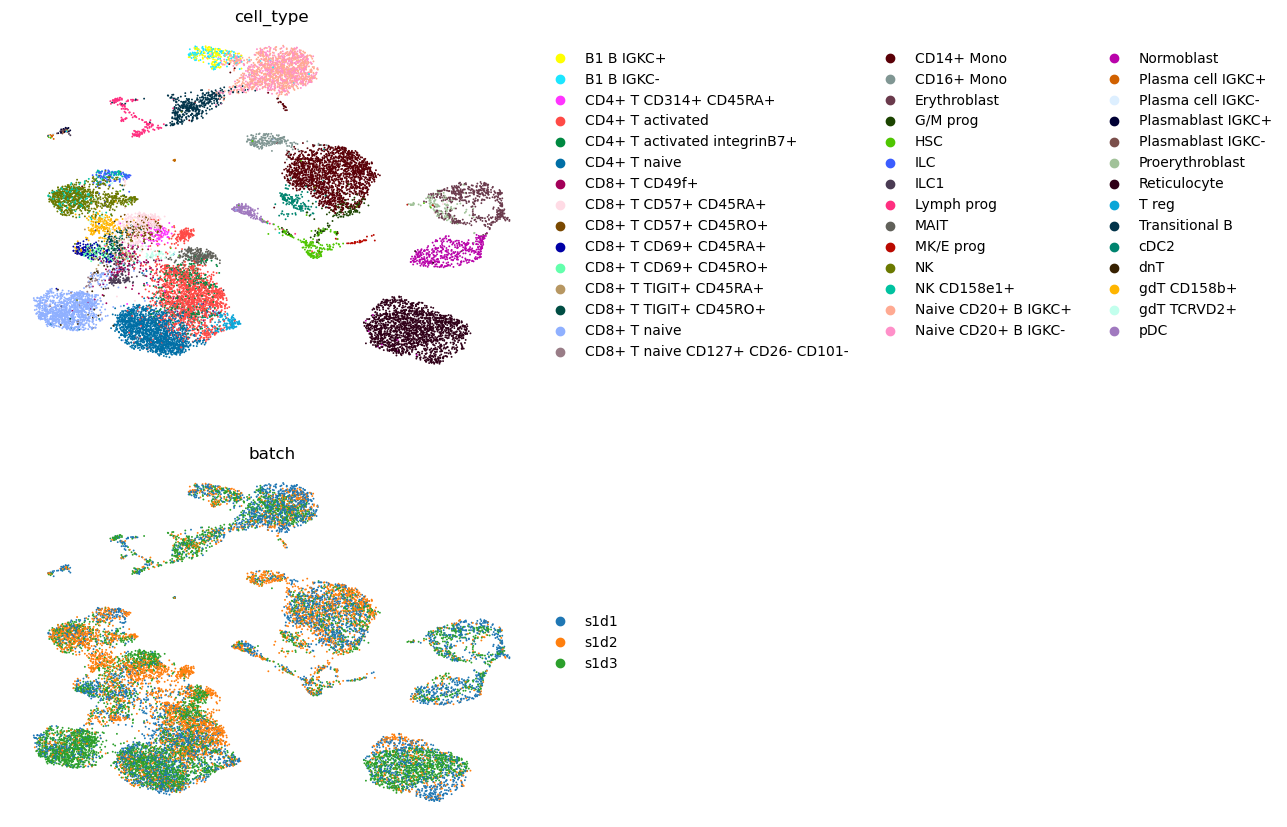 cell_type
B1 B IGKC+
B1 B IGKC-
CD4+ T CD314+ CD45RA+
CD4+ T activated
CD4+ T activated integrinB7+
CD4+ T naive
CD8+ T CD49f+
CD8+ T CD57+ CD45RA+
CD8+ T CD57+ CD45RO+
CD8+ T CD69+ CD45RA+
CD8+ T CD69+ CD45RO+
CD8+ T TIGIT+ CD45RA+
CD8+ T TIGIT+ CD45RO+
CD8+ T naive
CD8+ T naive CD127+ CD26- CD101-
CD14+ Mono
CD16+ Mono
Erythroblast
G/M prog
HSC
ILC
ILC1
Lymph prog
MAIT
MK/E prog
NK
NK CD158e1+
Naive CD20+ B IGKC+
Naive CD20+ B IGKC-
Normoblast
Plasma cell IGKC+
Plasma cell IGKC-
Plasmablast IGKC+
Plasmablast IGKC-
Proerythroblast
Reticulocyte
T reg
Transitional B
cDC2
dnT
gdT CD158b+
gdT TCRVD2+
pDC
batch
s1d1
s1d2
s1d3